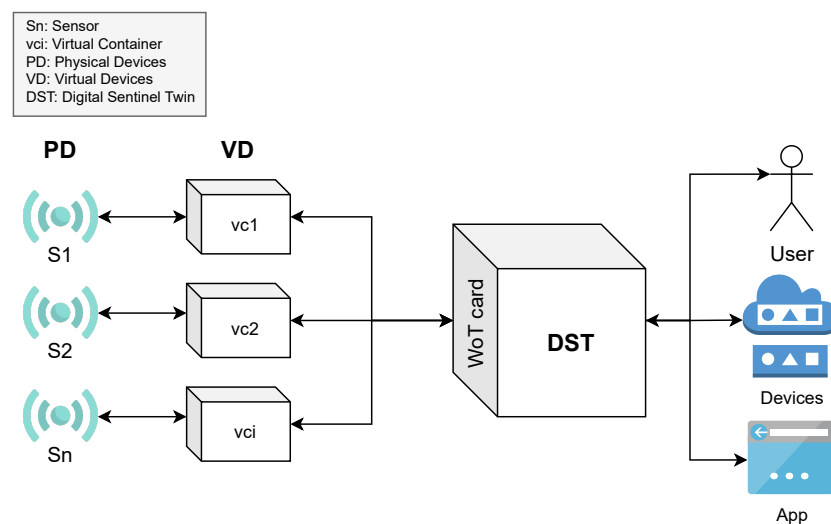 Sn: Sensor
vci: Virtual Container
PD: Physical Devices
VD: Virtual Devices
DST: Digital Sentinel Twin
PD
VD
S1
vc1
S2
vc2
Sn
vci
WoT card
DST
User
Devices
App